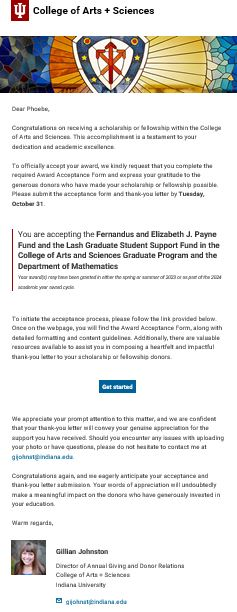 College of Arts + Sciences
Dear Phoebe,
Congratulations on receiving a scholarship or fellowship within the College
of Arts and Sciences. This accomplishment is a testament to your
dedication and academic excellence.
To officially accept your award, we kindly request that you complete the
required Award Acceptance Form and express your gratitude to the
generous donors who have made your scholarship or fellowship possible.
Please submit the acceptance form and thank-you letter by Tuesday,
October 31.
You are accepting the Fernandus and Elizabeth J. Payne
Fund and the Lash Graduate Student Support Fund in the
College of Arts and Sciences Graduate Program and the
Department of Mathematics
Your award(s) may have been granted in either the spring or summer of 2023 or as part of the 2024
academic year award cycle.
To initiate the acceptance process, please follow the link provided below.
Once on the webpage, you will find the Award Acceptance Form, along with
detailed formatting and content guidelines. Additionally, there are valuable
resources available to assist you in composing a heartfelt and impactful
thank-you letter to your scholarship or fellowship donors.
Get started
We appreciate your prompt attention to this matter, and we are confident
that your thank-you letter will convey your genuine appreciation for the
support you have received. Should you encounter any issues with uploading
your photo or have questions, please do not hesitate to contact me at
gijohnst@indiana.edu.
Congratulations again, and we eagerly anticipate your acceptance and
thank-you letter submission. Your words of appreciation will undoubtedly
make a meaningful impact on the donors who have generously invested in
your education.
Warm regards,
Gillian Johnston
Director of Annual Giving and Donor Relations
College of Arts + Sciences
Indiana University
gijohnst@indiana.edu